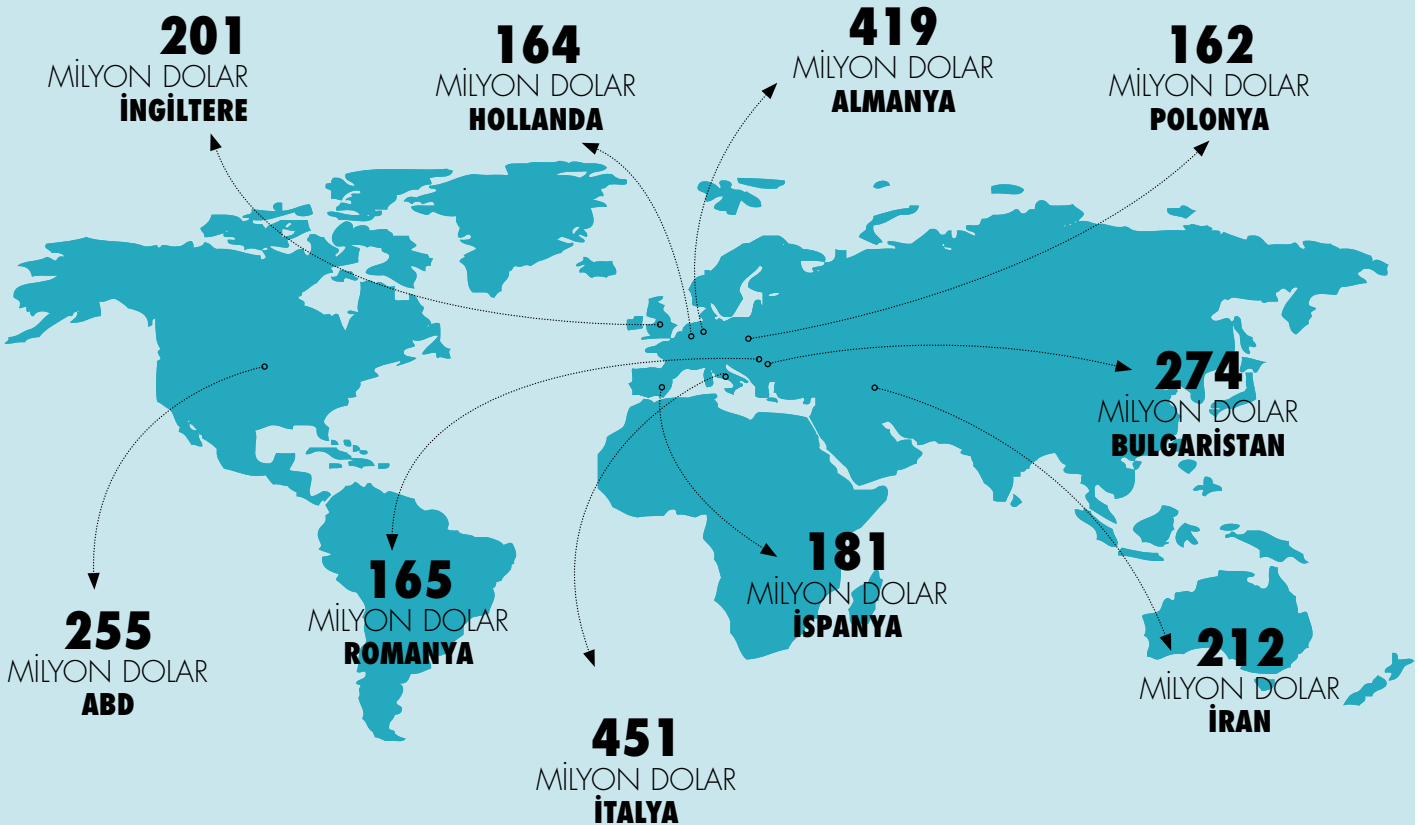 201
MİLYON DOLAR
İNGİLTERE
164
MİLYON DOLAR
HOLLANDA
419
MİLYON DOLAR
ALMANYA
162
MİLYON DOLAR
POLONYA
274
MİLYON DOLAR
BULGARİSTAN
255
MİLYON DOLAR
ABD
165
MİLYON DOLAR
ROMANYA
181
MİLYON DOLAR
İSPANYA
212
MİLYON DOLAR
İRAN
451
MİLYON DOLAR
İTALYA